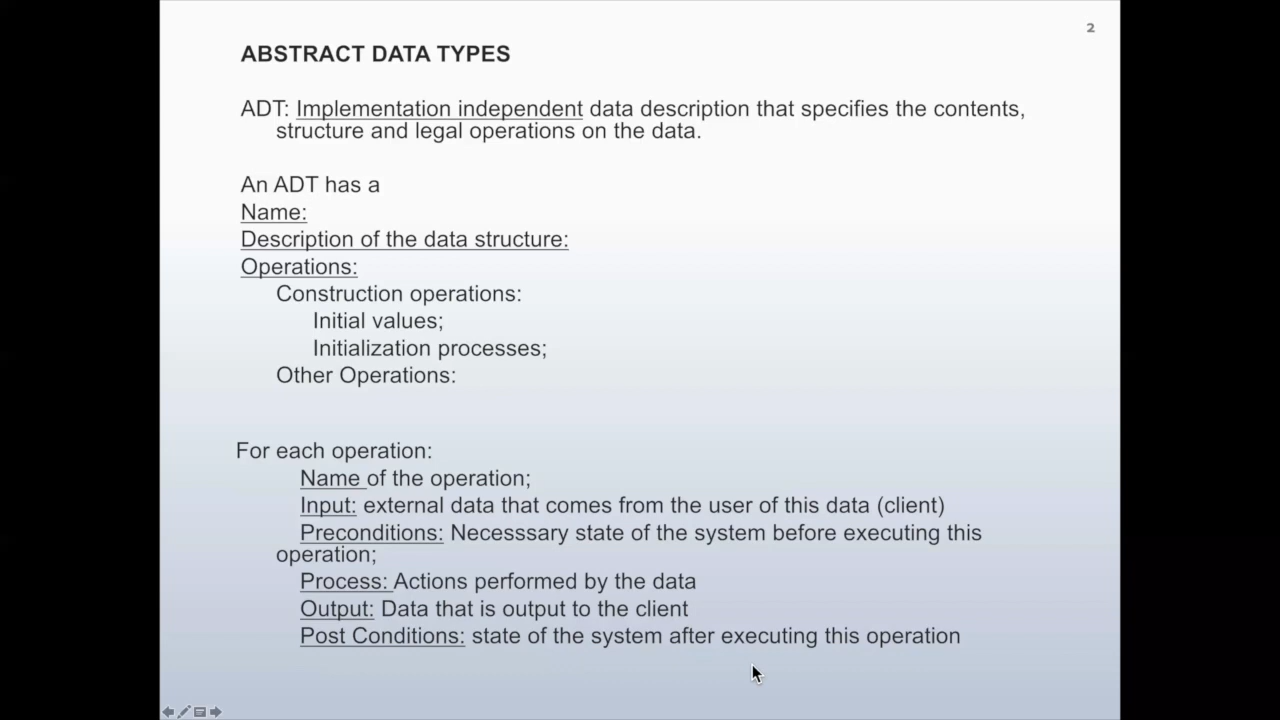 2
ABSTRACT DATA TYPES
ADT: Implementation independent data description that specifies the contents,
structure and legal operations on the data.
An ADT has a
Name:
Description of the data structure:
Operations:
Construction operations:
Initial values;
Initialization processes;
Other Operations:
For each operation:
Name of the operation;
Input: external data that comes from the user of this data (client)
Preconditions: Necesssary state of the system before executing this
operation;
Process: Actions performed by the data
Output: Data that is output to the client
Post Conditions: state of the system after executing this operation